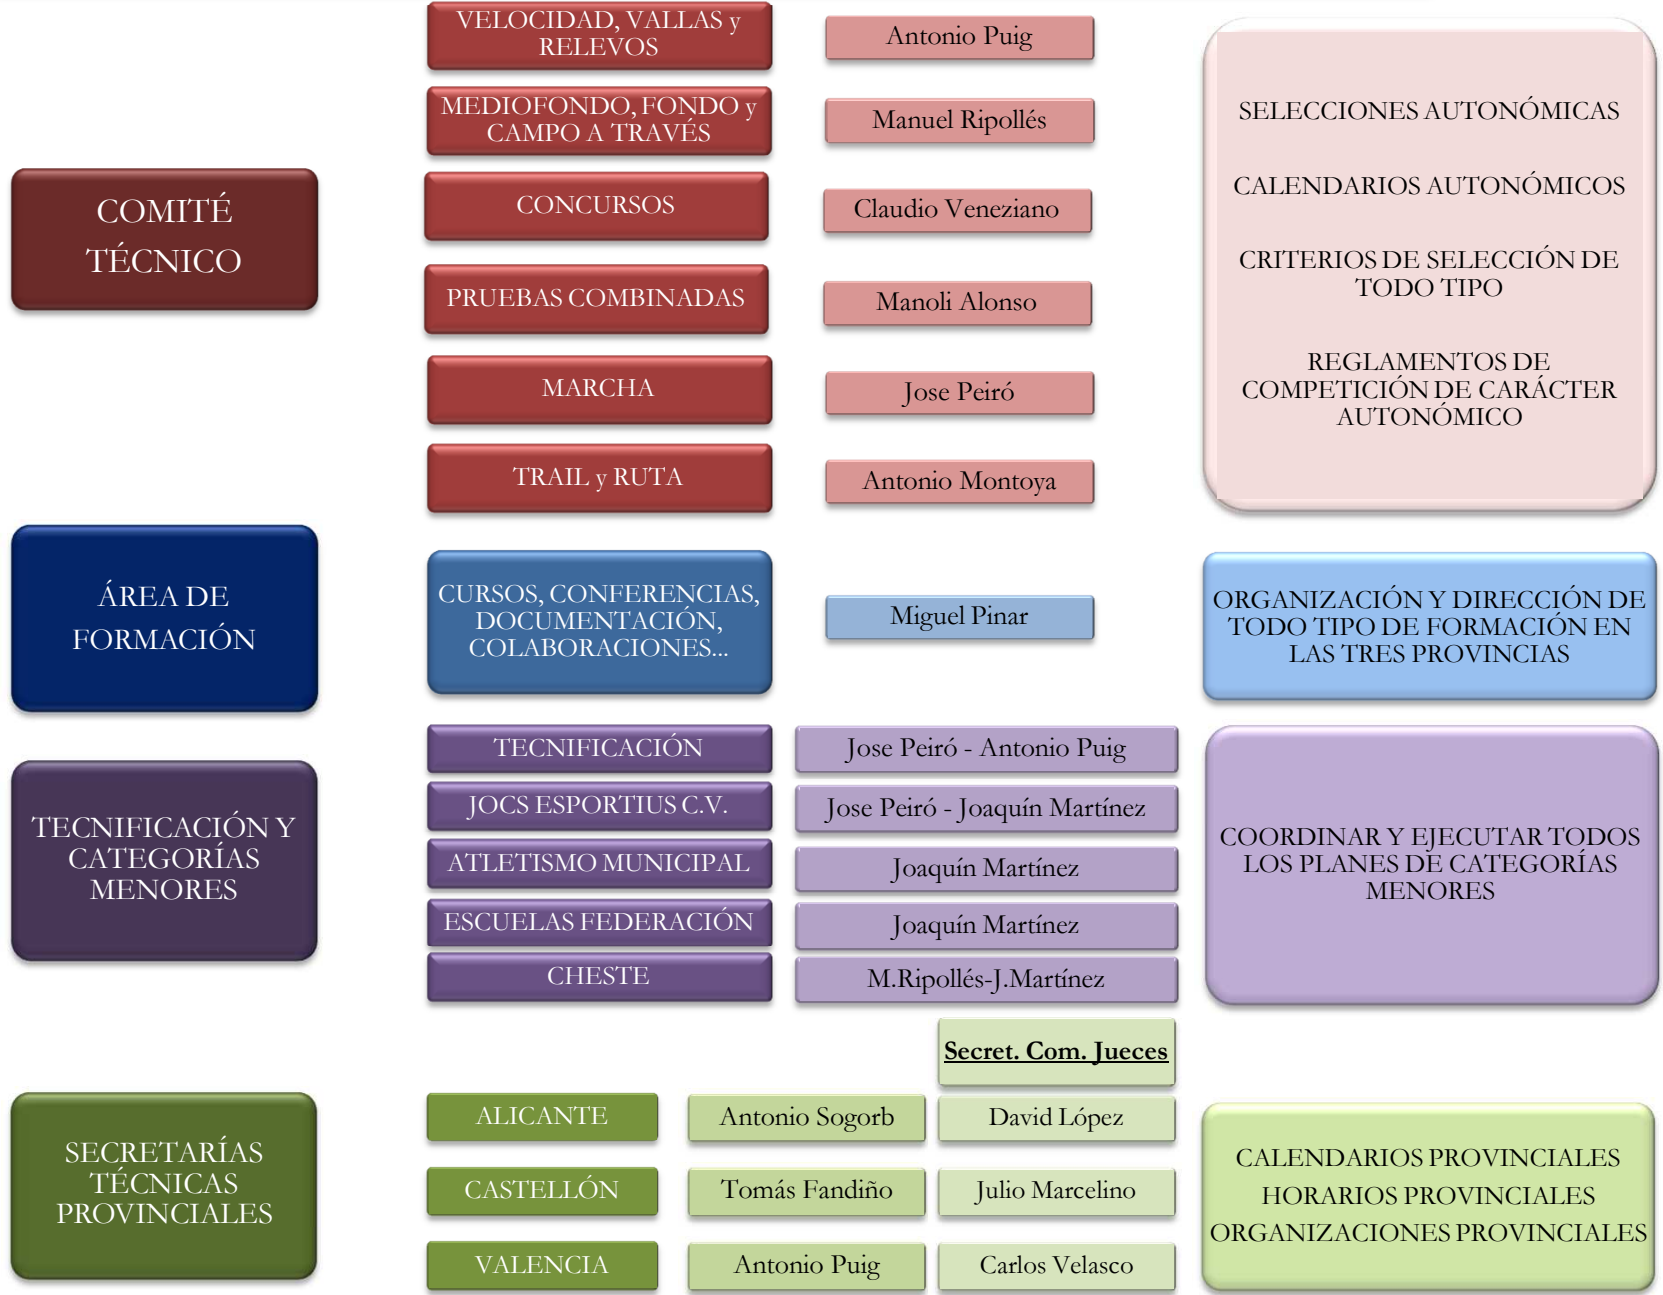 COMITÉ
TÉCNICO
VELOCIDAD, VALLAS y
RELEVOS
Antonio Puig
MEDIOFONDO, FONDO y
CAMPO A TRAVÉS
Manuel Ripollés
CONCURSOS
Claudio Veneziano
PRUEBAS COMBINADAS
Manoli Alonso
MARCHA
Jose Peiró
TRAIL y RUTA
Antonio Montoya
SELECCIONES AUTONÓMICAS
CALENDARIOS AUTONÓMICOS
CRITERIOS DE SELECCIÓN DE
TODO TIPO
REGLAMENTOS DE
COMPETICIÓN DE CARÁCTER
AUTONÓMICO
ÁREA DE
FORMACIÓN
CURSOS, CONFERENCIAS,
DOCUMENTACIÓN,
COLABORACIONES...
Miguel Pinar
ORGANIZACIÓN Y DIRECCIÓN DE
TODO TIPO DE FORMACIÓN EN
LAS TRES PROVINCIAS
TECNIFICACIÓN Y
CATEGORÍAS
MENORES
TECNIFICACIÓN
Jose Peiró - Antonio Puig
JOCS ESPORTIUS C.V.
Jose Peiró - Joaquín Martínez
ATLETISMO MUNICIPAL
Joaquín Martínez
ESCUELAS FEDERACIÓN
Joaquín Martínez
CHESTE
M.Ripollés-J.Martínez
COORDINAR Y EJECUTAR TODOS
LOS PLANES DE CATEGORÍAS
MENORES
SECRETARÍAS
TÉCNICAS
PROVINCIALES
Secret. Com. Jueces
ALICANTE
Antonio Sogorb
David López
CASTELLÓN
Tomás Fandiño
Julio Marcelino
VALENCIA
Antonio Puig
Carlos Velasco
CALENDARIOS PROVINCIALES
HORARIOS PROVINCIALES
ORGANIZACIONES PROVINCIALES